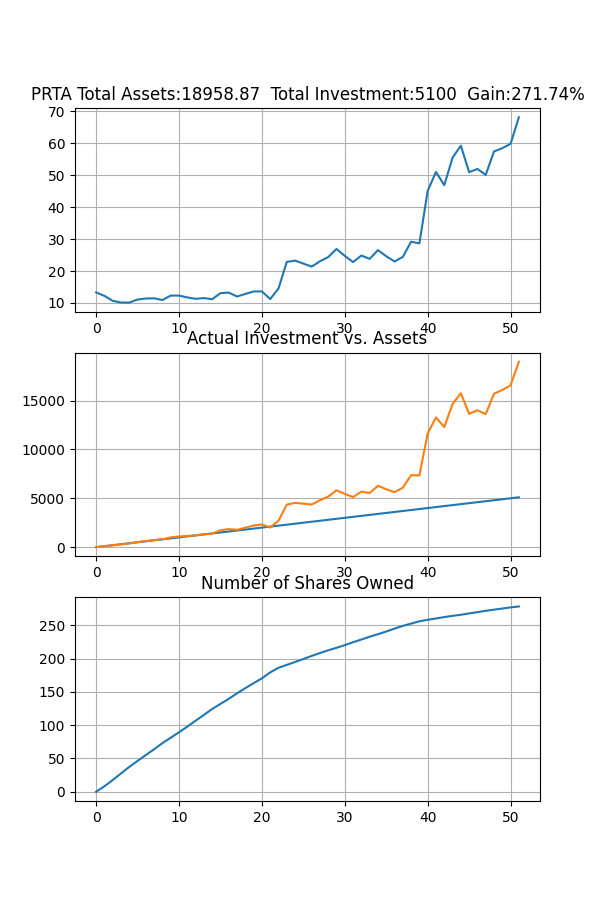 PRTA Total Assets:18958.87  Total Investment:5100  Gain:271.74%
70
60
50
40
30
20
10
0 10 20 30 40 50
Actual Investment vs. Assets
15000
10000
5000
0
0 10 20 30 40 50
Number of Shares Owned
250
200
150
100
50
0
0 10 20 30 40 50